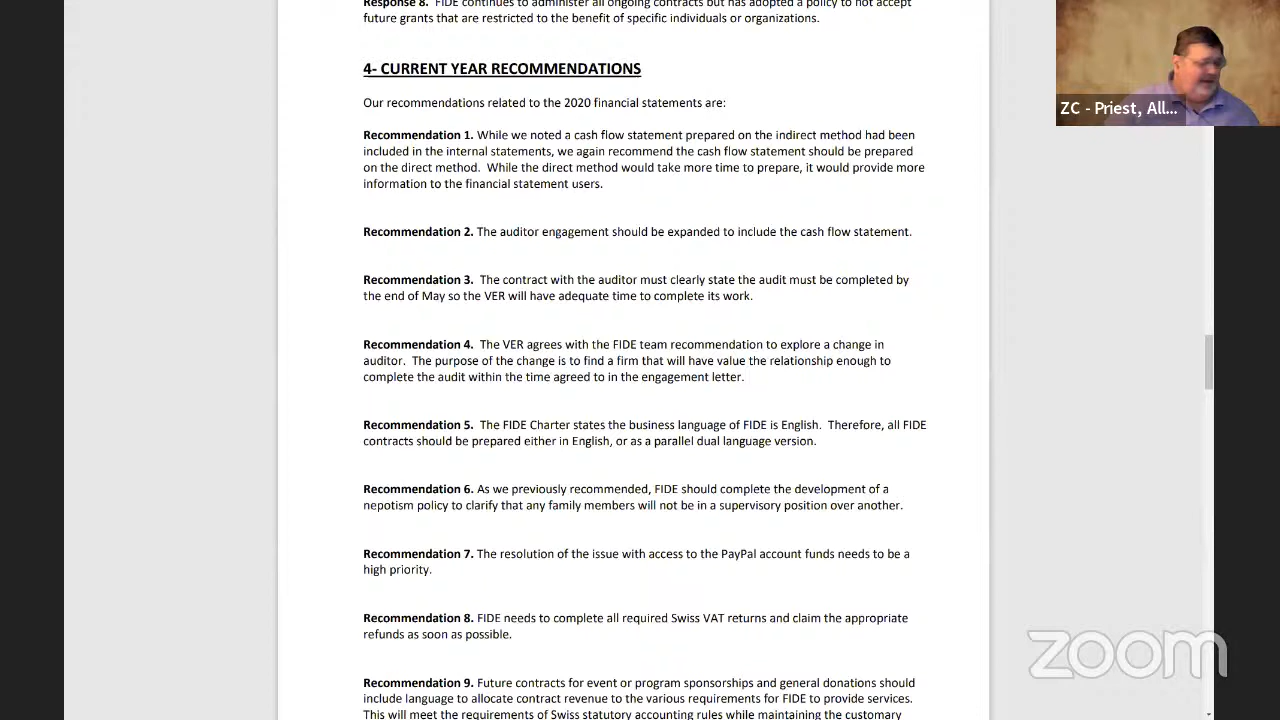 Response 8. FIDE continues to administer all ongoing contracts but has adopted a policy to not accept
future grants that are restricted to the benefit of specific individuals or organizations.
4- CURRENT YEAR RECOMMENDATIONS
Our recommendations related to the 2020 financial statements are:
Recommendation 1. While we noted a cash flow statement prepared on the indirect method had been
included in the internal statements, we again recommend the cash flow statement should be prepared
on the direct method. While the direct method would take more time to prepare, it would provide more
information to the financial statement users.
Recommendation 2. The auditor engagement should be expanded to include the cash flow statement.
Recommendation 3. The contract with the auditor must clearly state the audit must be completed by
the end of May so the VER will have adequate time to complete its work.
Recommendation 4. The VER agrees with the FIDE team recommendation to explore a change in
auditor. The purpose of the change is to find a firm that will have value the relationship enough to
complete the audit within the time agreed to in the engagement letter.
Recommendation 5. The FIDE Charter states the business language of FIDE is English. Therefore, all FIDE
contracts should be prepared either in English, or as a parallel dual language version.
Recommendation 6. As we previously recommended, FIDE should complete the development of a
nepotism policy to clarify that any family members will not be in a supervisory position over another.
Recommendation 7. The resolution of the issue with access to the PayPal account funds needs to be a
high priority.
Recommendation 8. FIDE needs to complete all required Swiss VAT returns and claim the appropriate
refunds as soon as possible.
Recommendation 9. Future contracts for event or program sponsorships and general donations should
include language to allocate contract revenue to the various requirements for FIDE to provide services.
This will meet the requirements of Swiss statutory accounting rules while maintaining the customary
ZC - Priest, All...
zoom